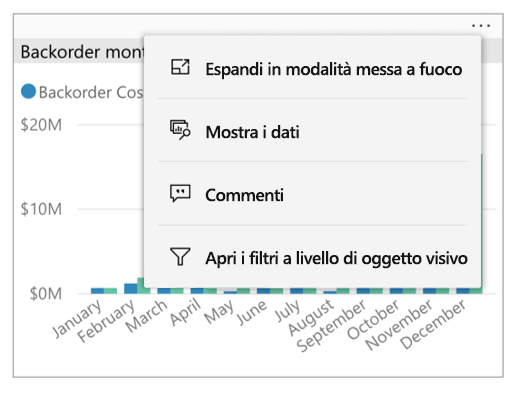 ...
Backorder mont
Espandi in modalità messa a fuoco
Backorder Cos
$20M
Mostra i dati
Commenti
$10M
Apri i filtri a livello di oggetto visivo
$0M
January
February
March
April
May
June
July
August
September
October
November
December